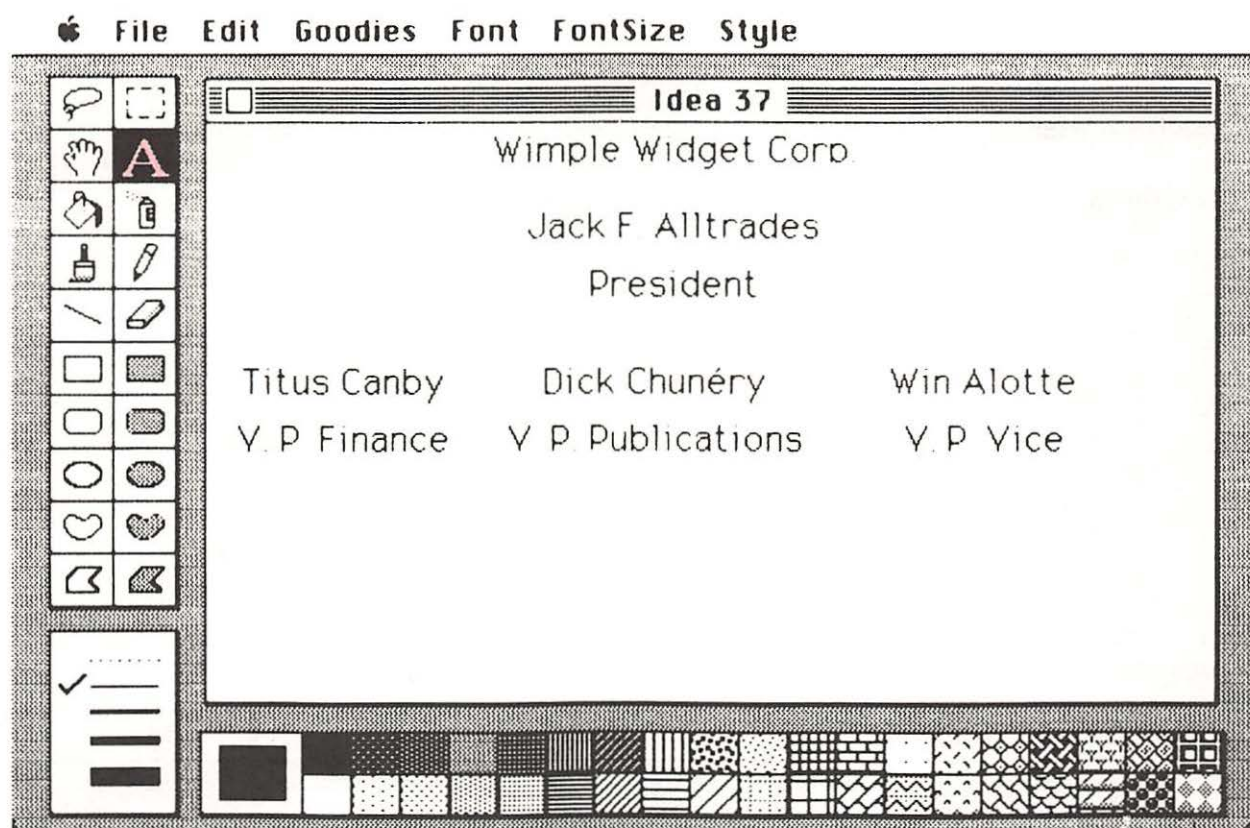 File Edit Goodies Font FontSize Style
Idea 37
A
Wimple Widget Corp.
Jack F. Alltrades
President
Titus Canby Dick Chunéry Win Alotte
V. P. Finance V. P. Publications V. P. Vice